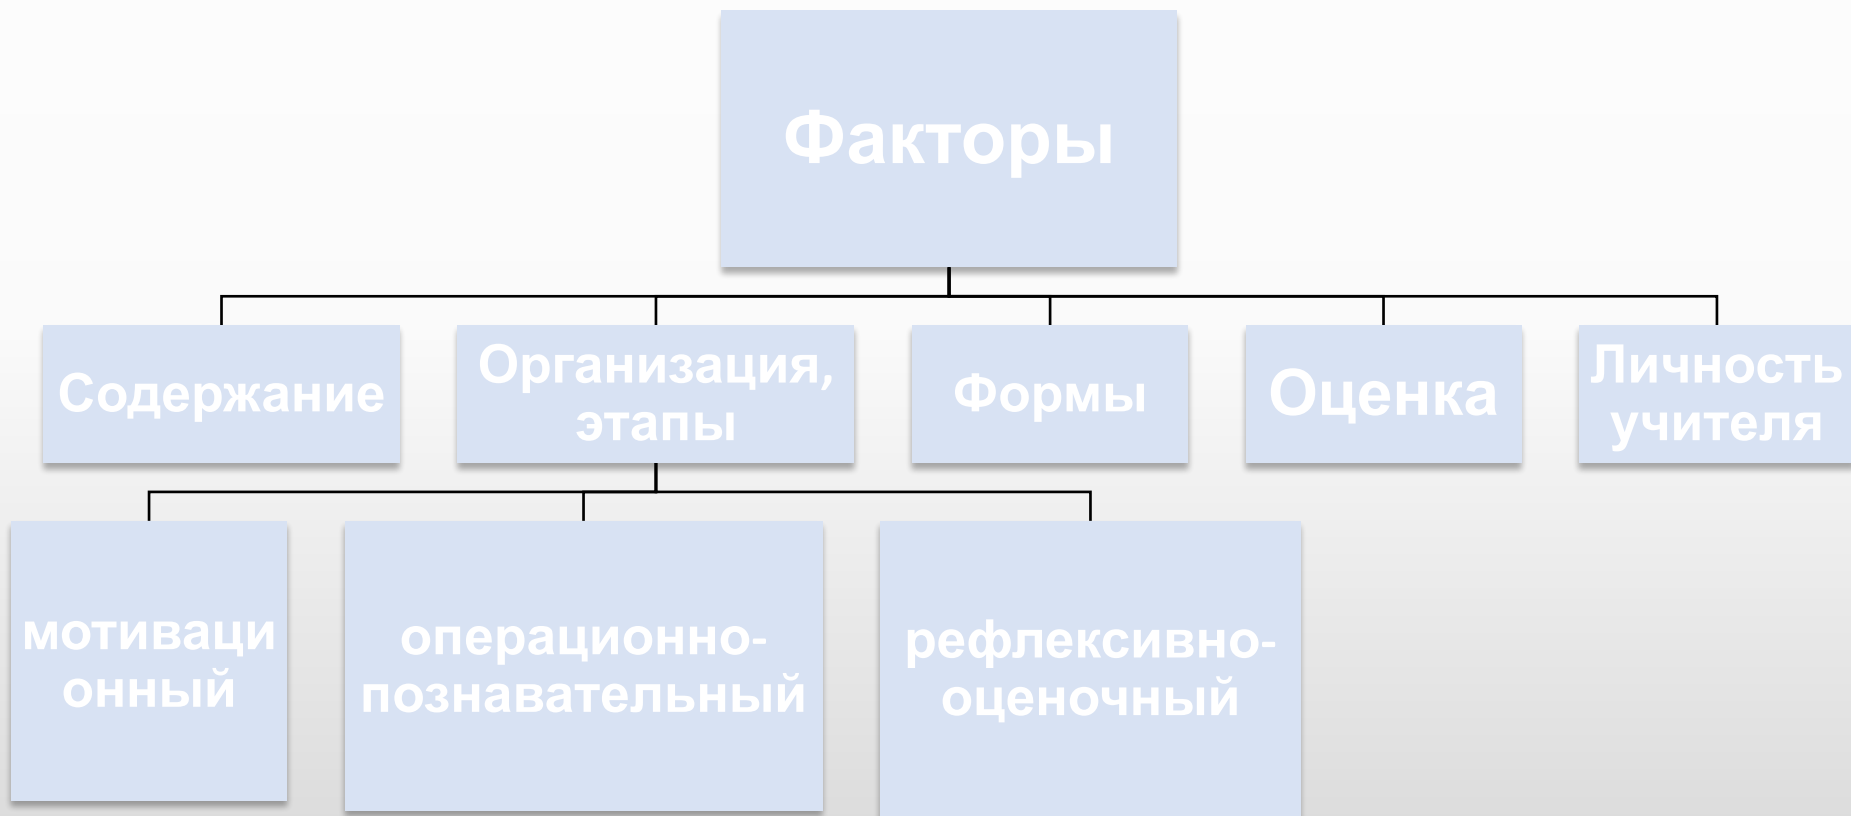 Факторы
Содержание
Организация,
этапы
Формы
Оценка
Личность
учителя
мотиваци
онный
операционно-
познавательный
рефлексивно-
оценочный